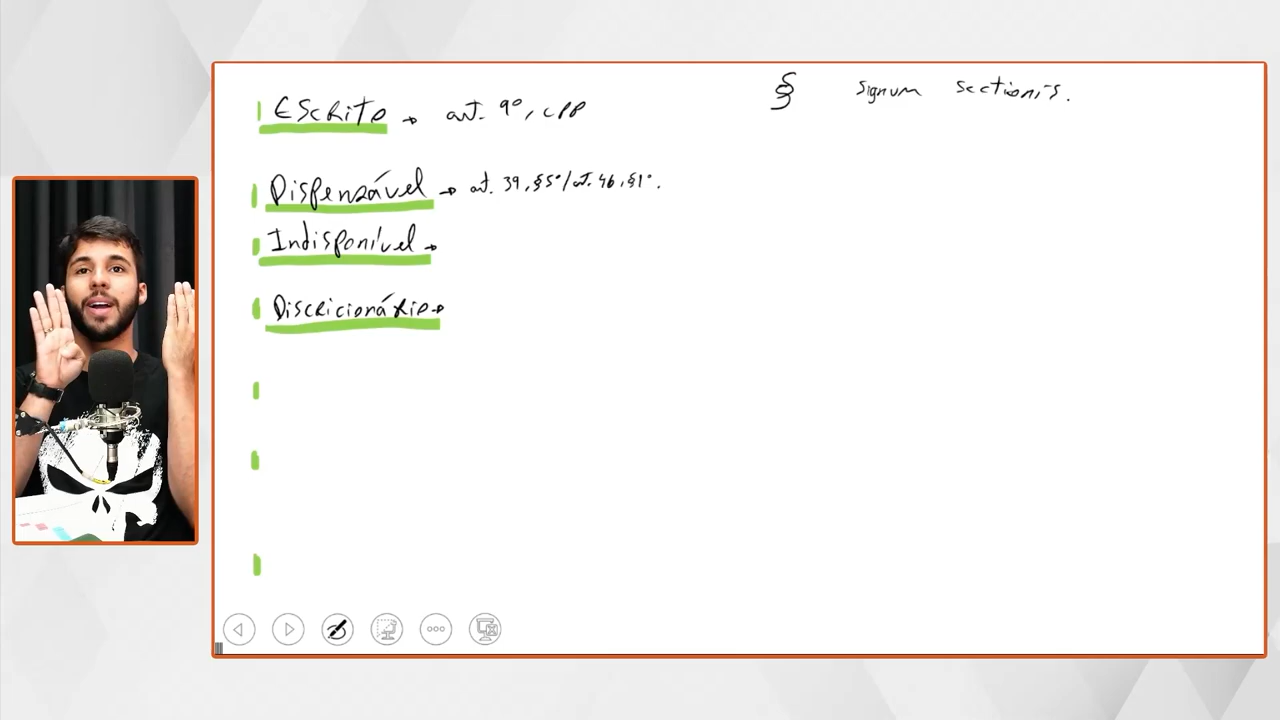 Escrito → art. 9º, CPP
§ Signum Sectionis.
Dispensável → art. 39, §5º/art. 46, §1º.
Indisponível →
Discricionário →